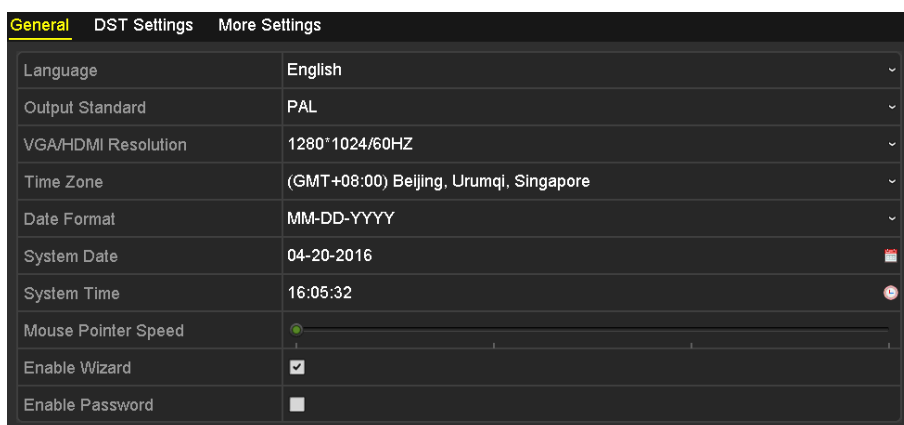 General DST Settings More Settings
Language English
Output Standard PAL
VGA/HDMI Resolution 1280*1024/60HZ
Time Zone (GMT+08:00) Beijing, Urumqi, Singapore
Date Format MM-DD-YYYY
System Date 04-20-2016
System Time 16:05:32
Mouse Pointer Speed
Enable Wizard
Enable Password